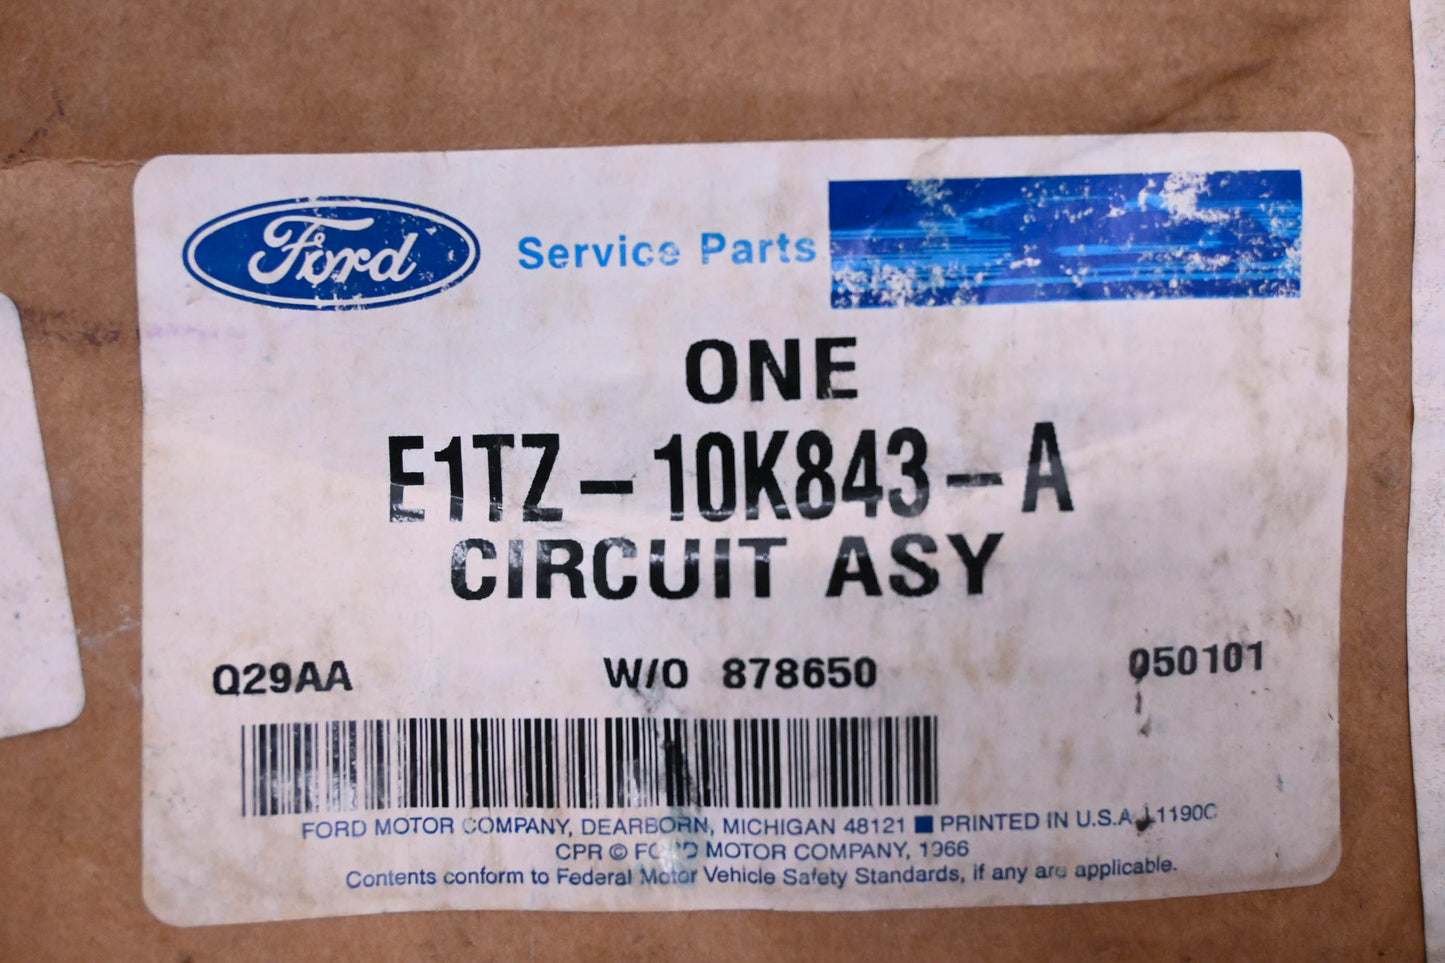 Ford Service Parts
ONE
E1TZ-10K843-A
CIRCUIT ASY
Q29AA W/O 878650 050101
FORD MOTOR COMPANY, DEARBORN, MICHIGAN 48121 ■ PRINTED IN U.S.A. L1190C
CPR © FORD MOTOR COMPANY, 1966
Contents conform to Federal Motor Vehicle Safety Standards, if any are applicable.